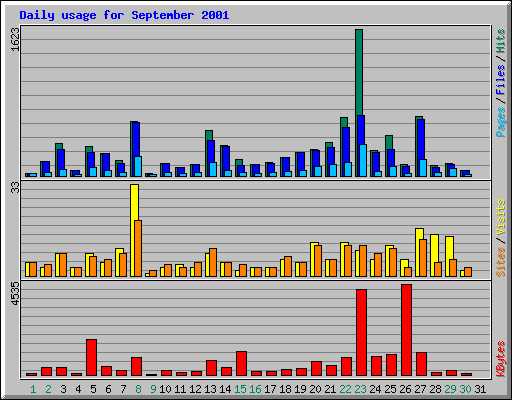 Daily usage for September 2001
1623
Pages / Files / Hits
33
Sites / Visits
4535
KBytes
1 2 3 4 5 6 7 8 9 10 11 12 13 14 15 16 17 18 19 20 21 22 23 24 25 26 27 28 29 30 31